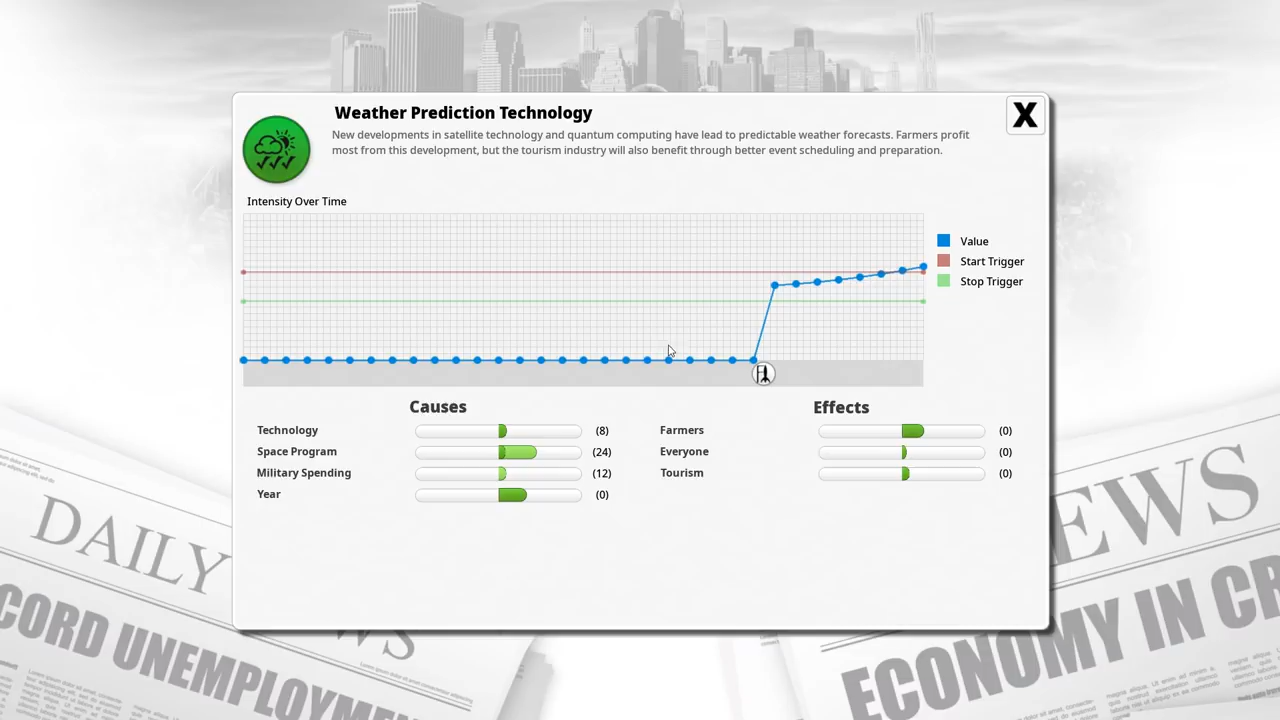 Weather Prediction Technology
X
New developments in satellite technology and quantum computing have lead to predictable weather forecasts. Farmers profit
most from this development, but the tourism industry will also benefit through better event scheduling and preparation.
Intensity Over Time
Value
Start Trigger
Stop Trigger
Causes
Technology (8)
Space Program (24)
Military Spending (12)
Year (0)
Effects
Farmers (0)
Everyone (0)
Tourism (0)
DAILY
WS
CORD UNEMPLOYME
EWS
ECONOMY IN CR